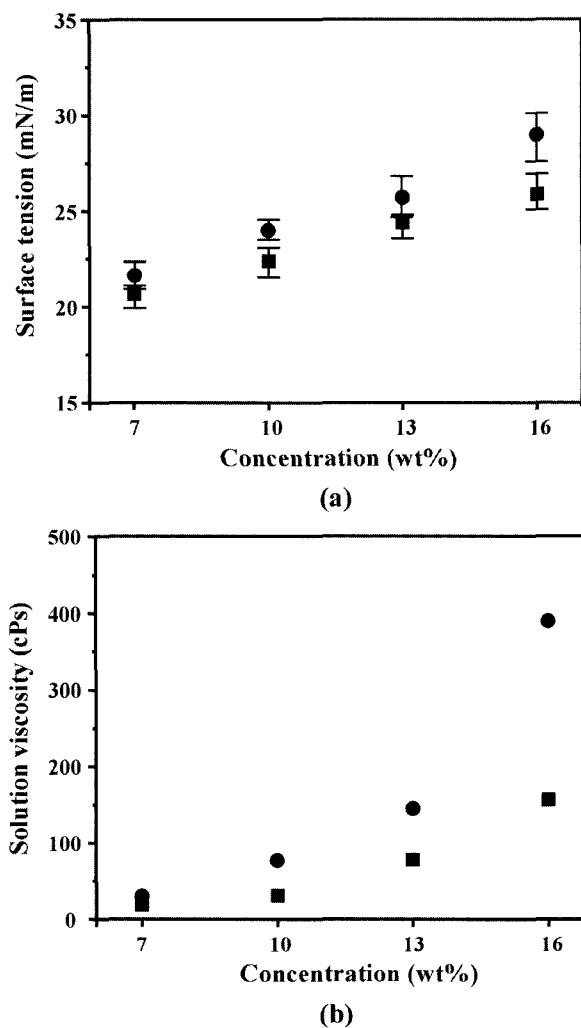 35
30
25
20
15
Surface tension (mN/m)
7 10 13 16
Concentration (wt%)
(a)
500
400
300
200
100
0
Solution viscosity (cPs)
7 10 13 16
Concentration (wt%)
(b)